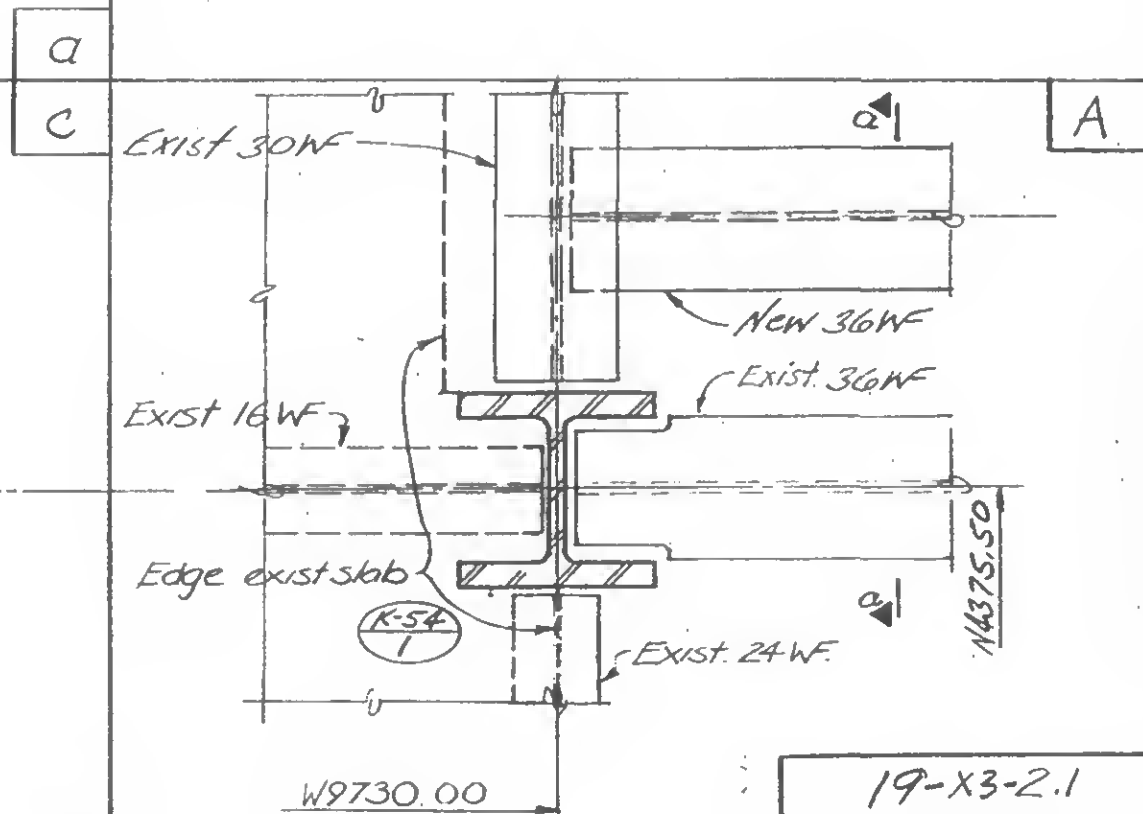 a
C
A
a
Exist 30WF
New 36WF
Exist. 36WF
Exist 16WF
Edge exist slab
K-54
1
a
N4375.50
Exist. 24WF.
W9730.00
19-X3-2.1